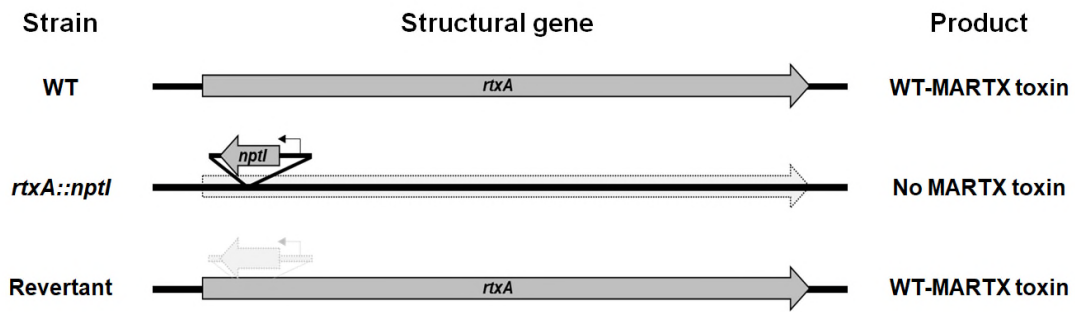 Strain Structural gene Product
WT rtxA WT-MARTX toxin
nptI
rtxA::nptI No MARTX toxin
Revertant rtxA WT-MARTX toxin